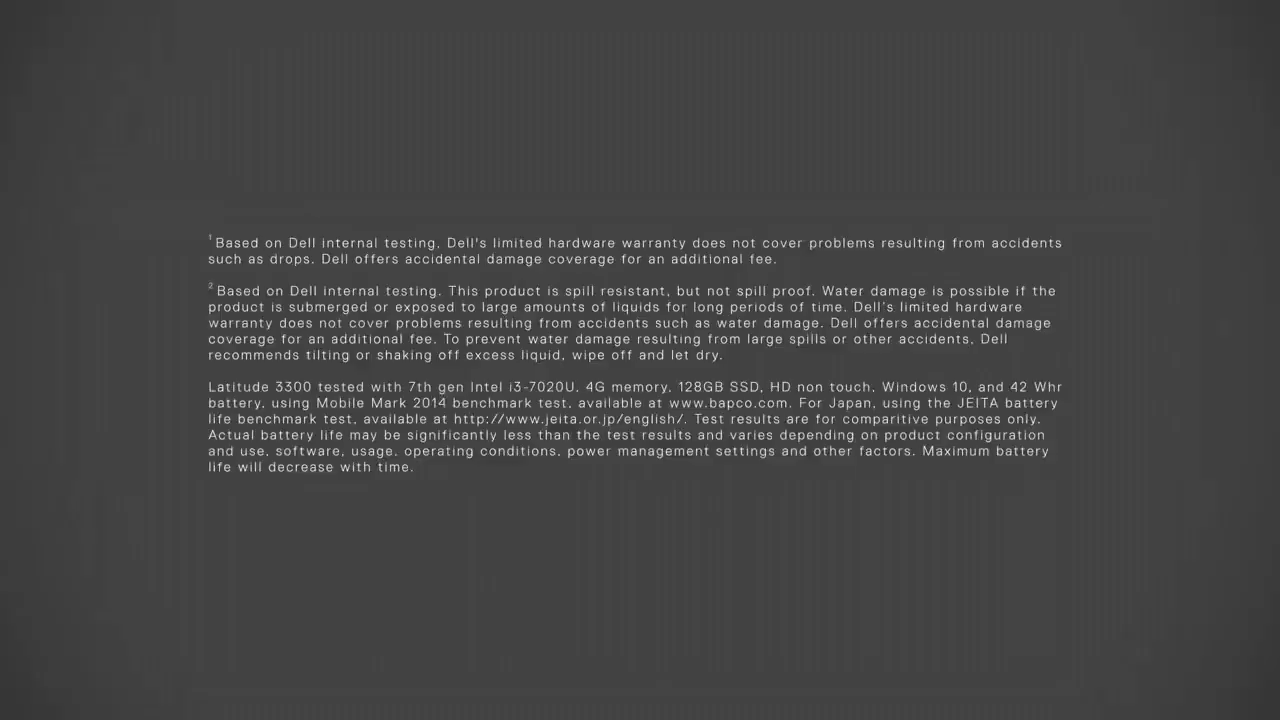 ¹Based on Dell internal testing. Dell's limited hardware warranty does not cover problems resulting from accidents
such as drops. Dell offers accidental damage coverage for an additional fee.
²Based on Dell internal testing. This product is spill resistant, but not spill proof. Water damage is possible if the
product is submerged or exposed to large amounts of liquids for long periods of time. Dell's limited hardware
warranty does not cover problems resulting from accidents such as water damage. Dell offers accidental damage
coverage for an additional fee. To prevent water damage resulting from large spills or other accidents, Dell
recommends tilting or shaking off excess liquid, wipe off and let dry.
Latitude 3300 tested with 7th gen Intel i3-7020U, 4G memory, 128GB SSD, HD non touch, Windows 10, and 42 Whr
battery, using Mobile Mark 2014 benchmark test, available at www.bapco.com. For Japan, using the JEITA battery
life benchmark test, available at http://www.jeita.or.jp/english/. Test results are for comparitive purposes only.
Actual battery life may be significantly less than the test results and varies depending on product configuration
and use, software, usage, operating conditions, power management settings and other factors. Maximum battery
life will decrease with time.